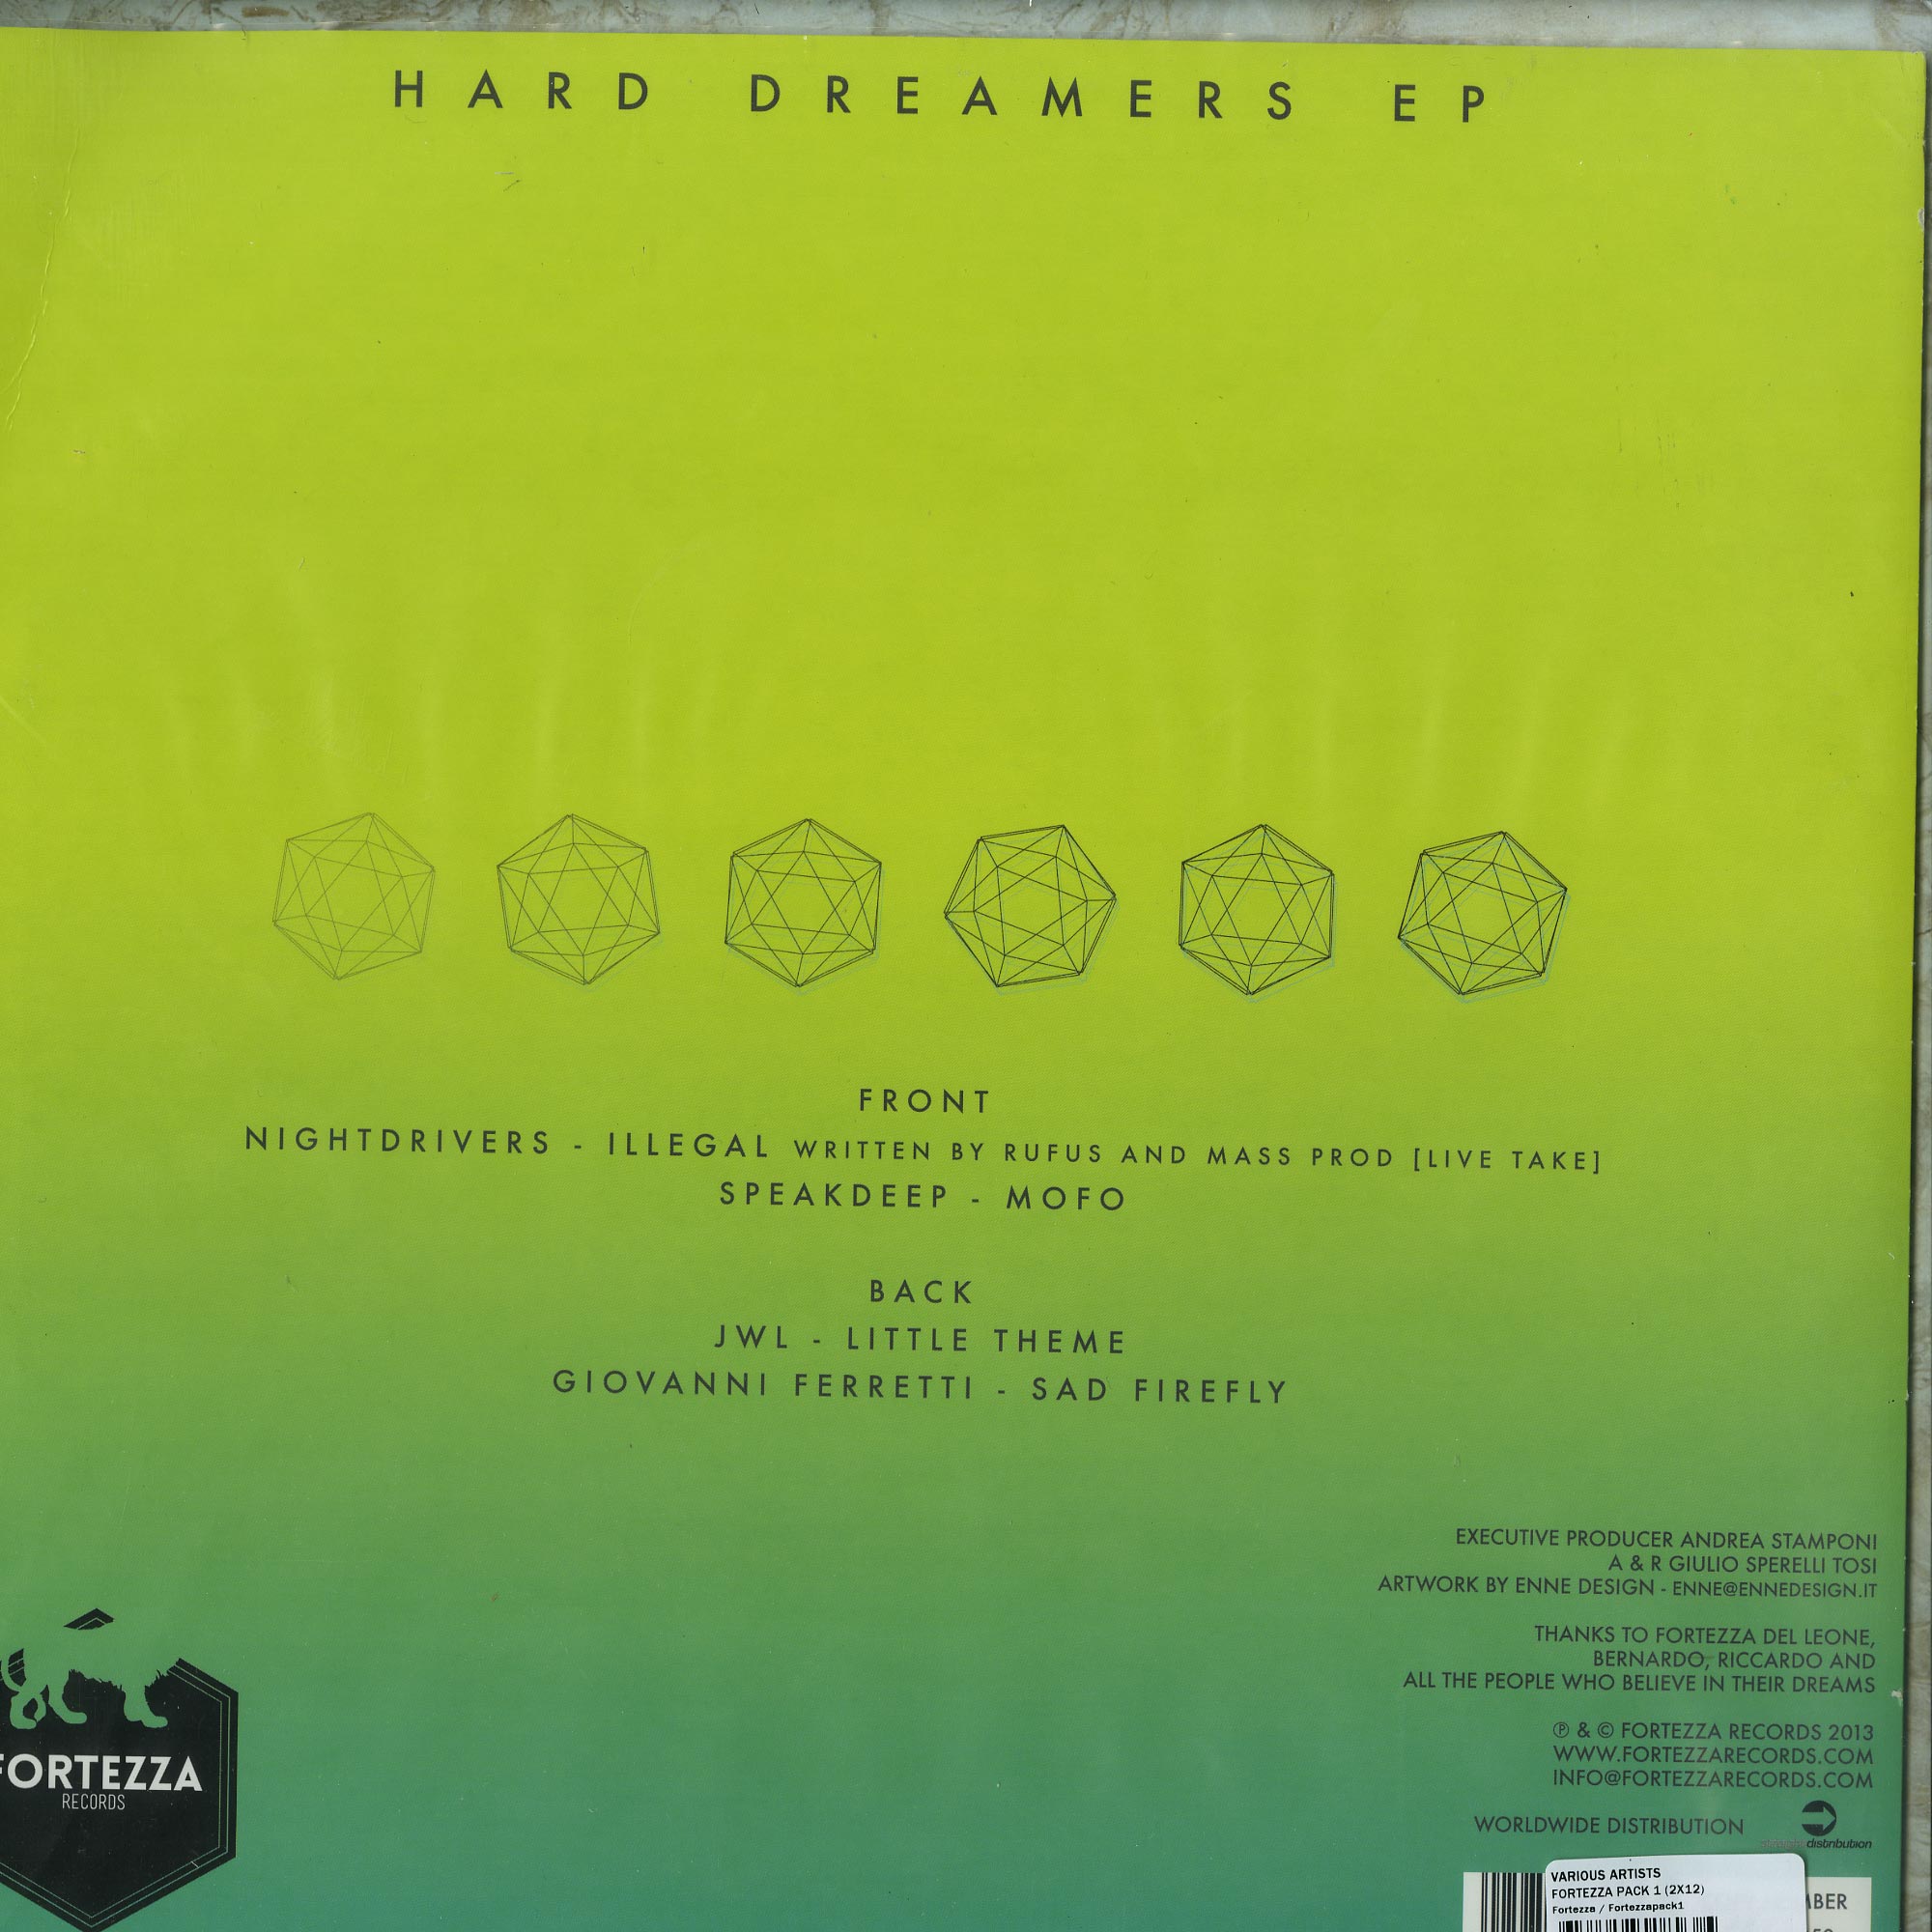 HARD DREAMERS EP
FRONT
NIGHTDRIVERS - ILLEGAL WRITTEN BY RUFUS AND MASS PROD [LIVE TAKE]
SPEAKDEEP - MOFO
BACK
JWL - LITTLE THEME
GIOVANNI FERRETTI - SAD FIREFLY
EXECUTIVE PRODUCER ANDREA STAMPONI
A & R GIULIO SPERELLI TOSI
ARTWORK BY ENNE DESIGN - ENNE@ENNEDESIGN.IT
THANKS TO FORTEZZA DEL LEONE,
BERNARDO, RICCARDO AND
ALL THE PEOPLE WHO BELIEVE IN THEIR DREAMS
℗ & © FORTEZZA RECORDS 2013
WWW.FORTEZZARECORDS.COM
INFO@FORTEZZARECORDS.COM
WORLDWIDE DISTRIBUTION
distribution
FORTEZZA
RECORDS
VARIOUS ARTISTS
FORTEZZA PACK 1 (2X12)
Fortezza / Fortezzapack1